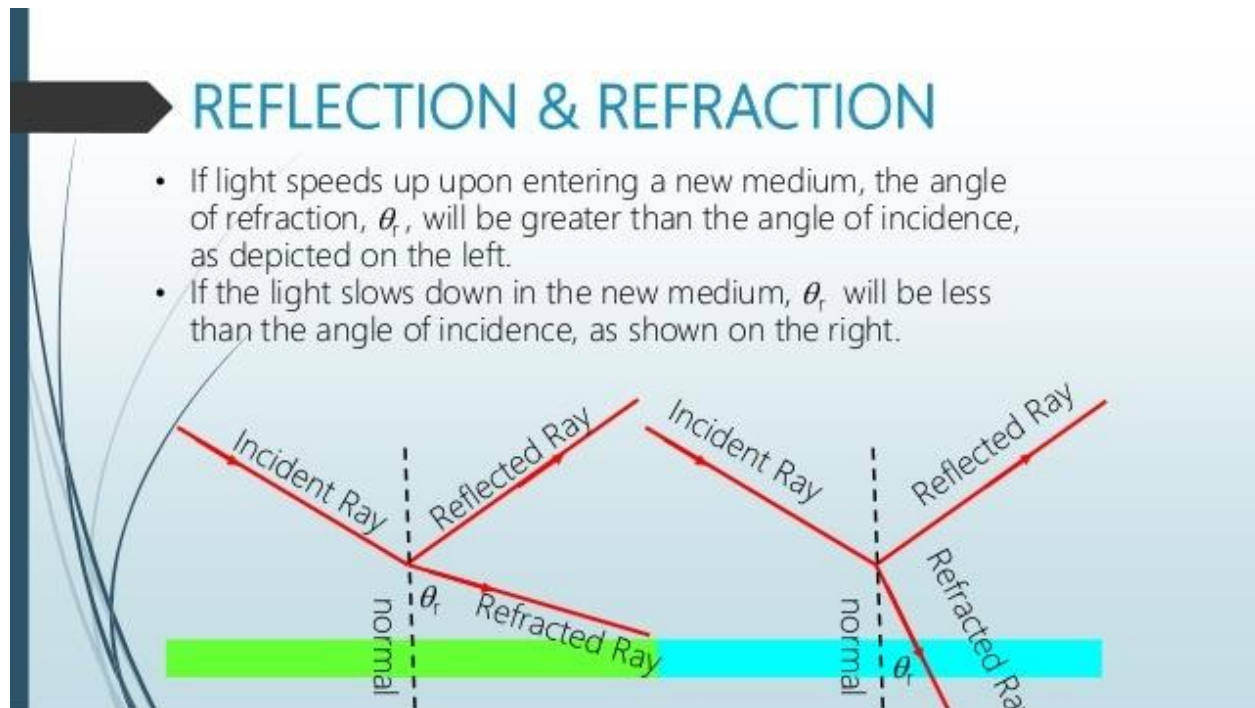 REFLECTION & REFRACTION
• If light speeds up upon entering a new medium, the angle
of refraction, θr, will be greater than the angle of incidence,
as depicted on the left.
• If the light slows down in the new medium, θr will be less
than the angle of incidence, as shown on the right.
Incident Ray
Reflected Ray
normal
θr
Refracted Ray
Incident Ray
Reflected Ray
normal
θr
Refracted Ra